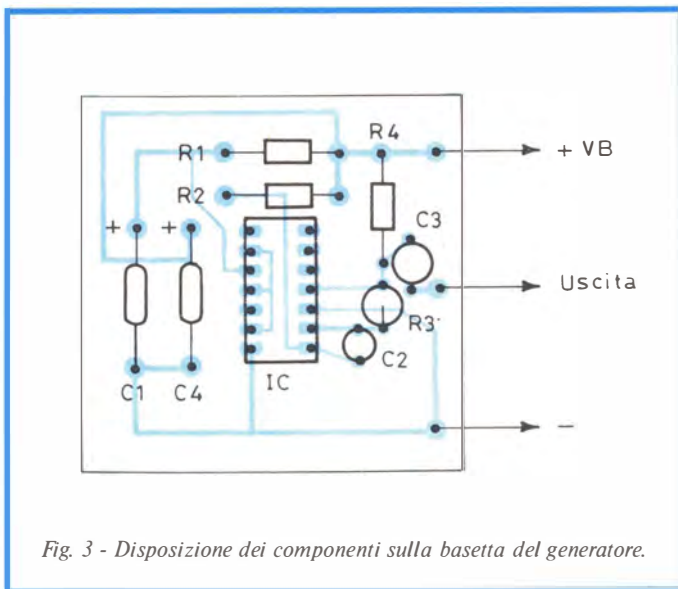 R1
R4
+ VB
R2
+ +
C3
Uscita
R3
C2
IC
C1 C4
-
Fig. 3 - Disposizione dei componenti sulla basetta del generatore.